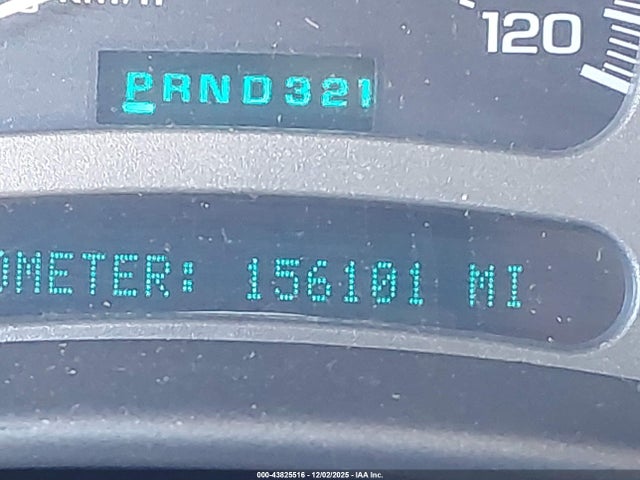 120
PRND321
OMETER: 156101 MI
000-43825516 - 12/02/2025 - IAA Inc.